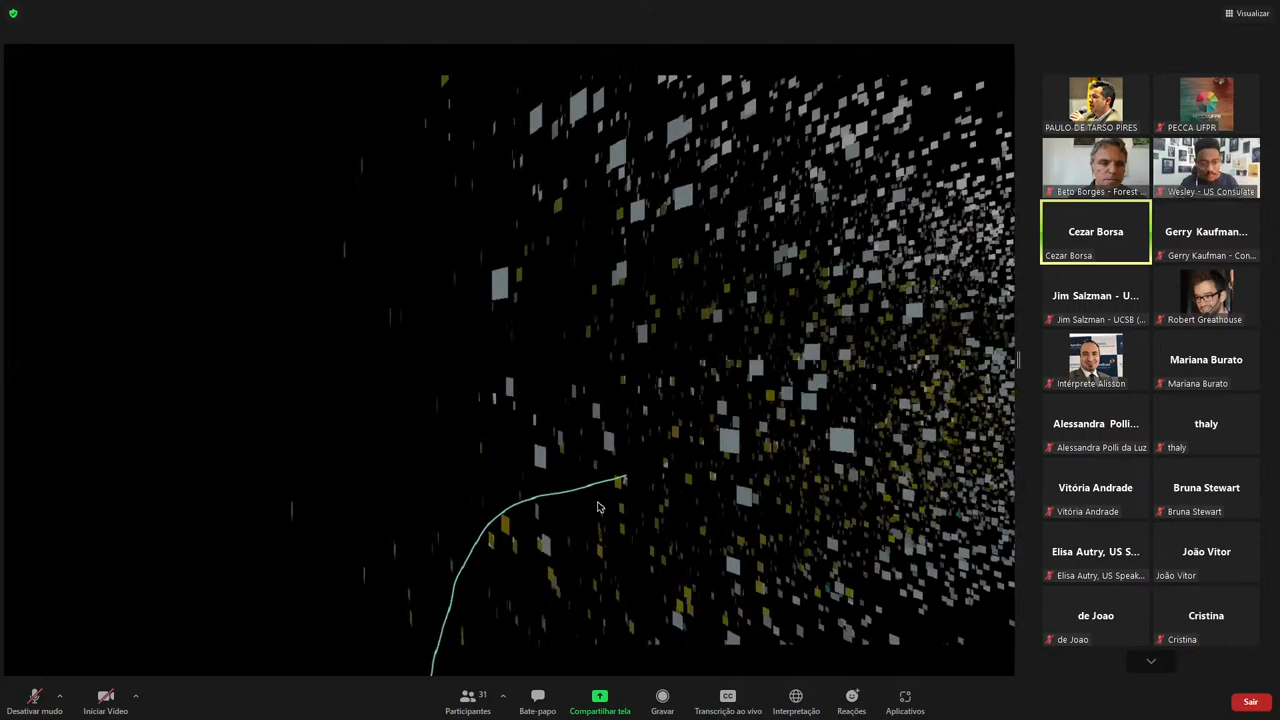 Visualizar
PAULO DE TARSO PIRES
PECCA UFPR
Beto Borges - Forest ...
Wesley - US Consulate
Cezar Borsa
Cezar Borsa
Gerry Kaufman...
Gerry Kaufman - Con...
Jim Salzman - U...
Jim Salzman - UCSB (...
Robert Greathouse
Intérprete Alisson
Mariana Burato
Mariana Burato
Alessandra Polli...
Alessandra Polli da Luz
thaly
thaly
Vitória Andrade
Vitória Andrade
Bruna Stewart
Bruna Stewart
Elisa Autry, US S...
Elisa Autry, US Speak...
João Vitor
João Vitor
de Joao
de Joao
Cristina
Cristina
Desativar mudo
Iniciar Vídeo
31
Participantes
Bate-papo
Compartilhar tela
Gravar
CC
Transcrição ao vivo
Interpretação
Reações
Aplicativos
Sair